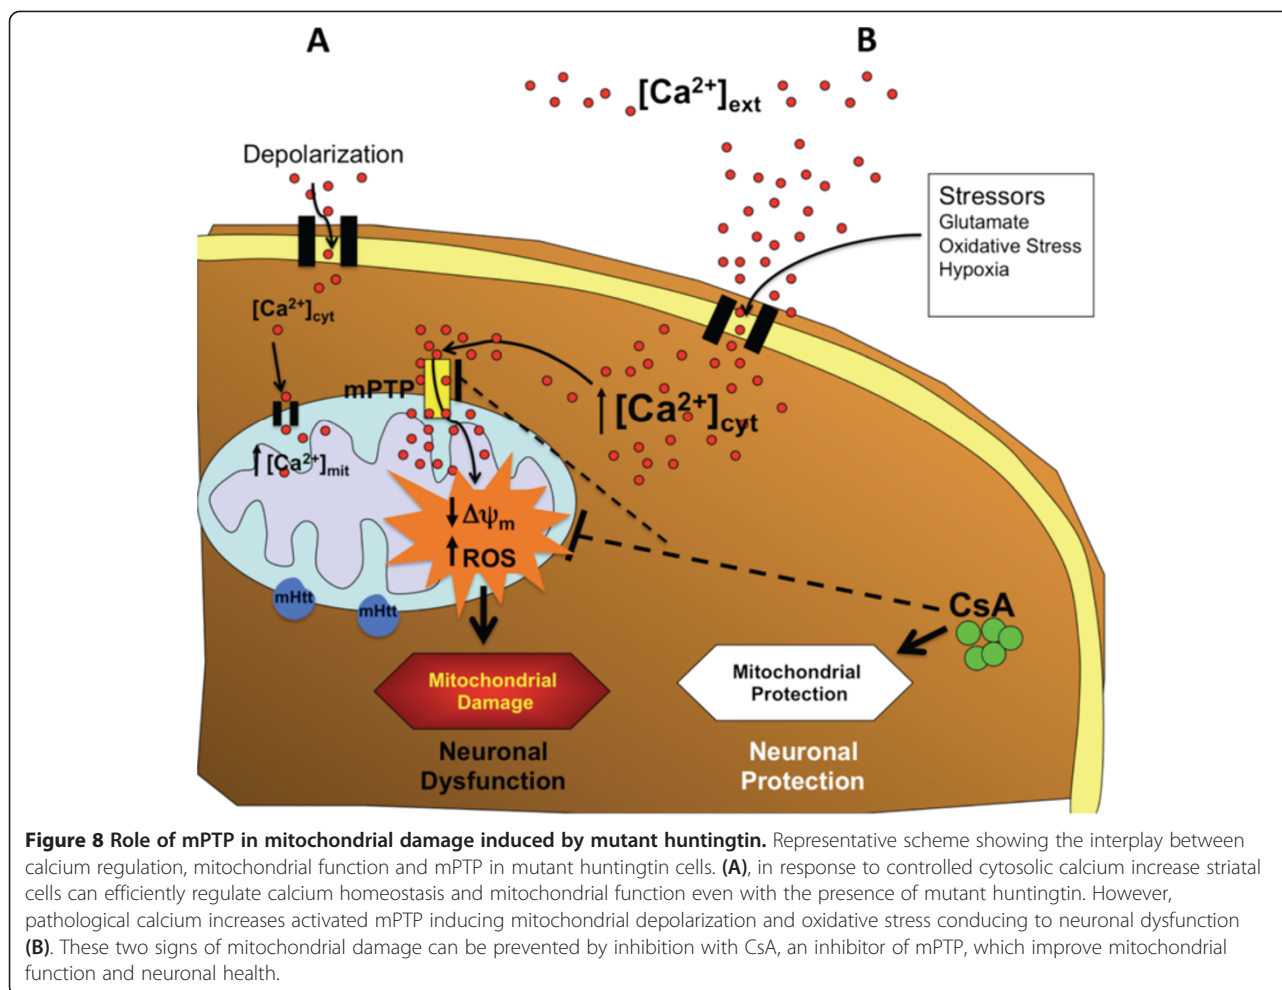 A
B
[Ca²⁺]ext
Depolarization
Stressors
Glutamate
Oxidative Stress
Hypoxia
[Ca²⁺]cyt
mPTP
↑ [Ca²⁺]cyt
↑ [Ca²⁺]mit
↓ Δψm
↑ ROS
mHtt
mHtt
CsA
Mitochondrial
Damage
Mitochondrial
Protection
Neuronal
Dysfunction
Neuronal
Protection
Figure 8 Role of mPTP in mitochondrial damage induced by mutant huntingtin. Representative scheme showing the interplay between
calcium regulation, mitochondrial function and mPTP in mutant huntingtin cells. (A), in response to controlled cytosolic calcium increase striatal
cells can efficiently regulate calcium homeostasis and mitochondrial function even with the presence of mutant huntingtin. However,
pathological calcium increases activated mPTP inducing mitochondrial depolarization and oxidative stress conducing to neuronal dysfunction
(B). These two signs of mitochondrial damage can be prevented by inhibition with CsA, an inhibitor of mPTP, which improve mitochondrial
function and neuronal health.